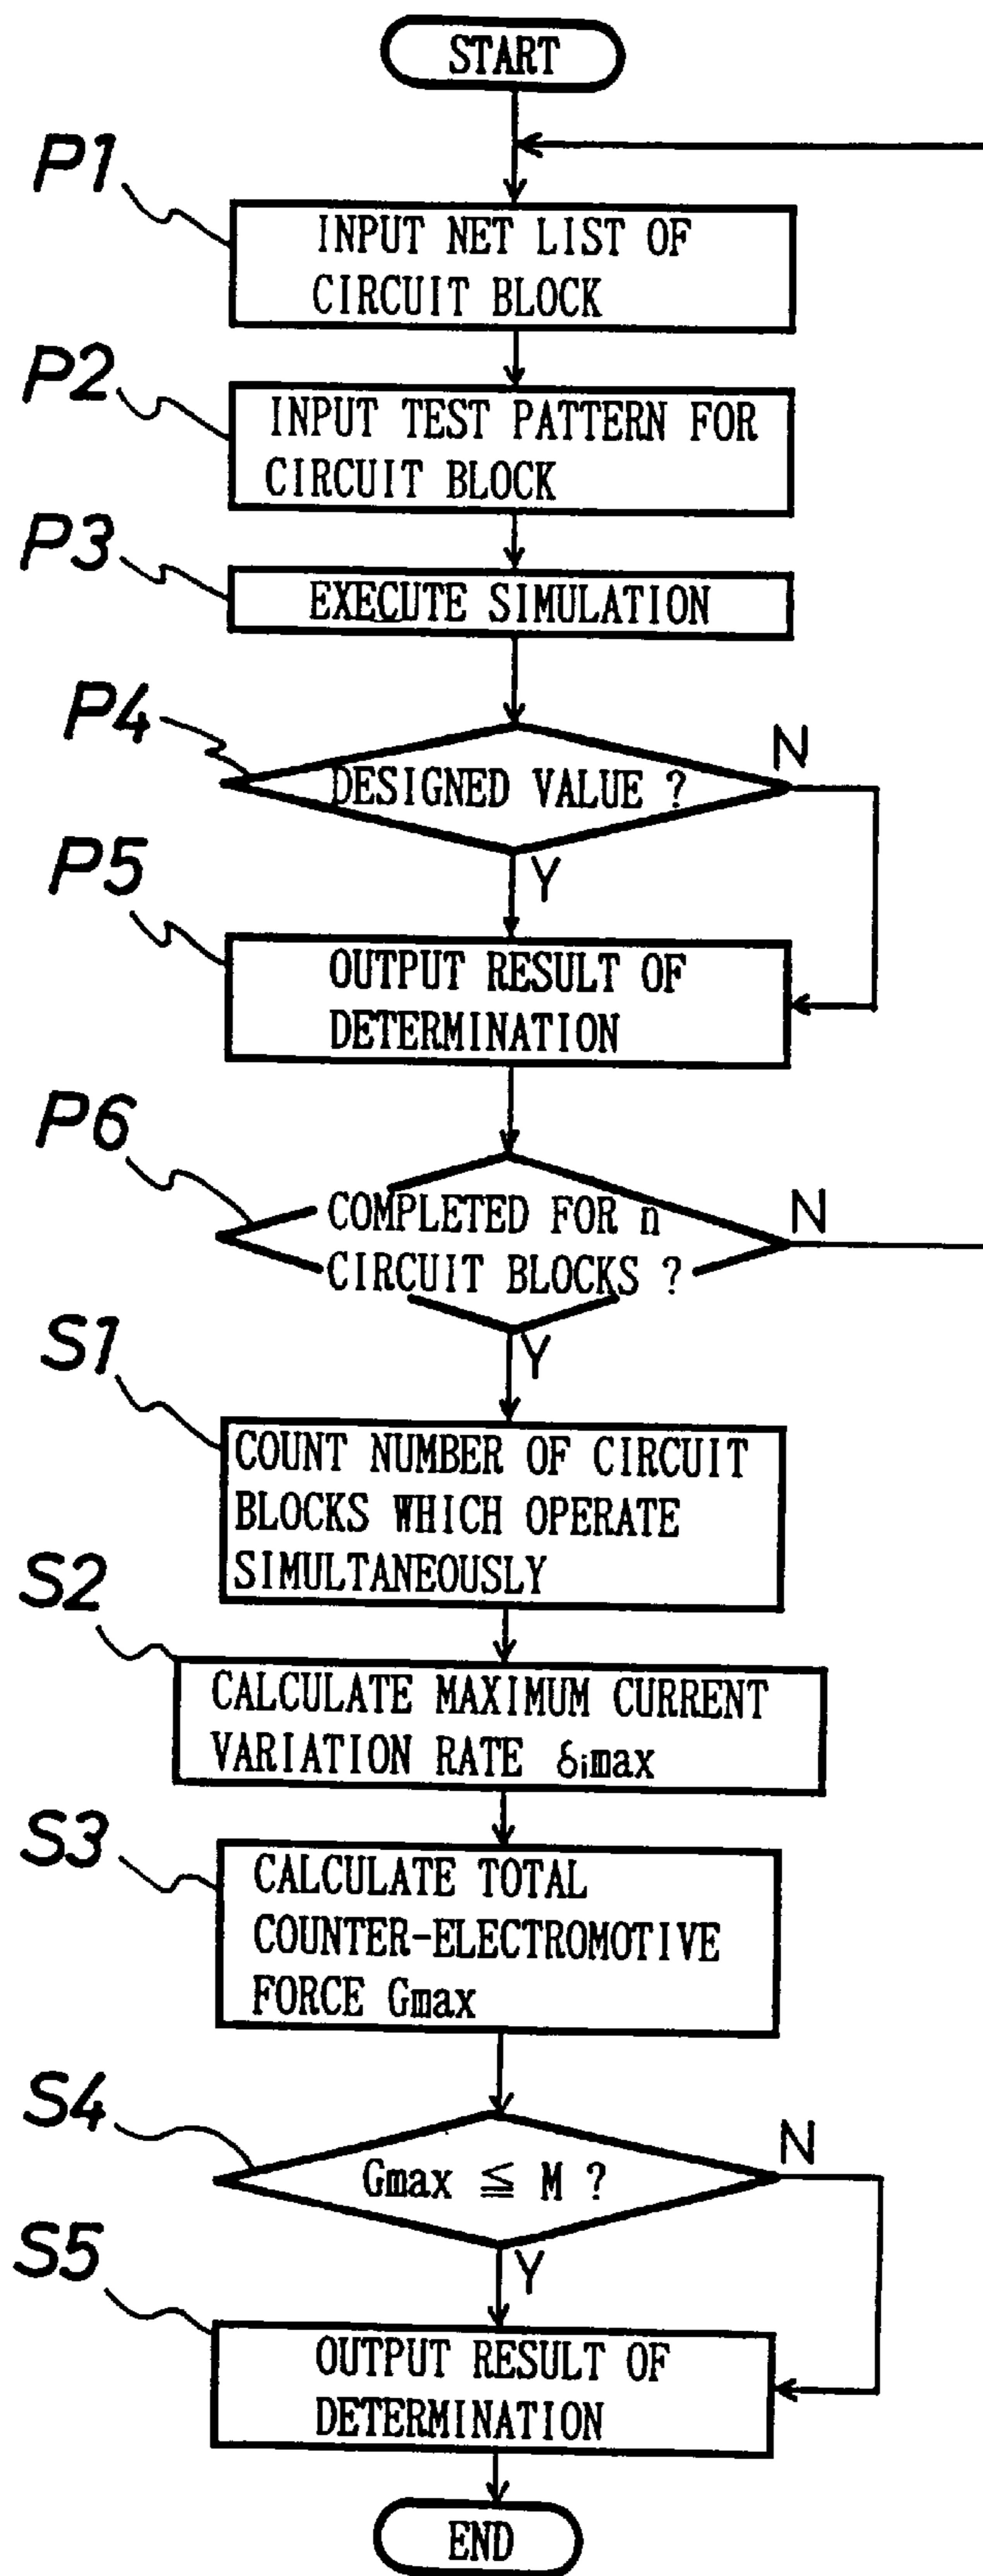 START
P1
INPUT NET LIST OF
CIRCUIT BLOCK
P2
INPUT TEST PATTERN FOR
CIRCUIT BLOCK
P3
EXECUTE SIMULATION
P4
DESIGNED VALUE ?
N
Y
P5
OUTPUT RESULT OF
DETERMINATION
P6
COMPLETED FOR n
CIRCUIT BLOCKS ?
N
Y
S1
COUNT NUMBER OF CIRCUIT
BLOCKS WHICH OPERATE
SIMULTANEOUSLY
S2
CALCULATE MAXIMUM CURRENT
VARIATION RATE δimax
S3
CALCULATE TOTAL
COUNTER-ELECTROMOTIVE
FORCE Gmax
S4
Gmax ≦ M ?
N
Y
S5
OUTPUT RESULT OF
DETERMINATION
END